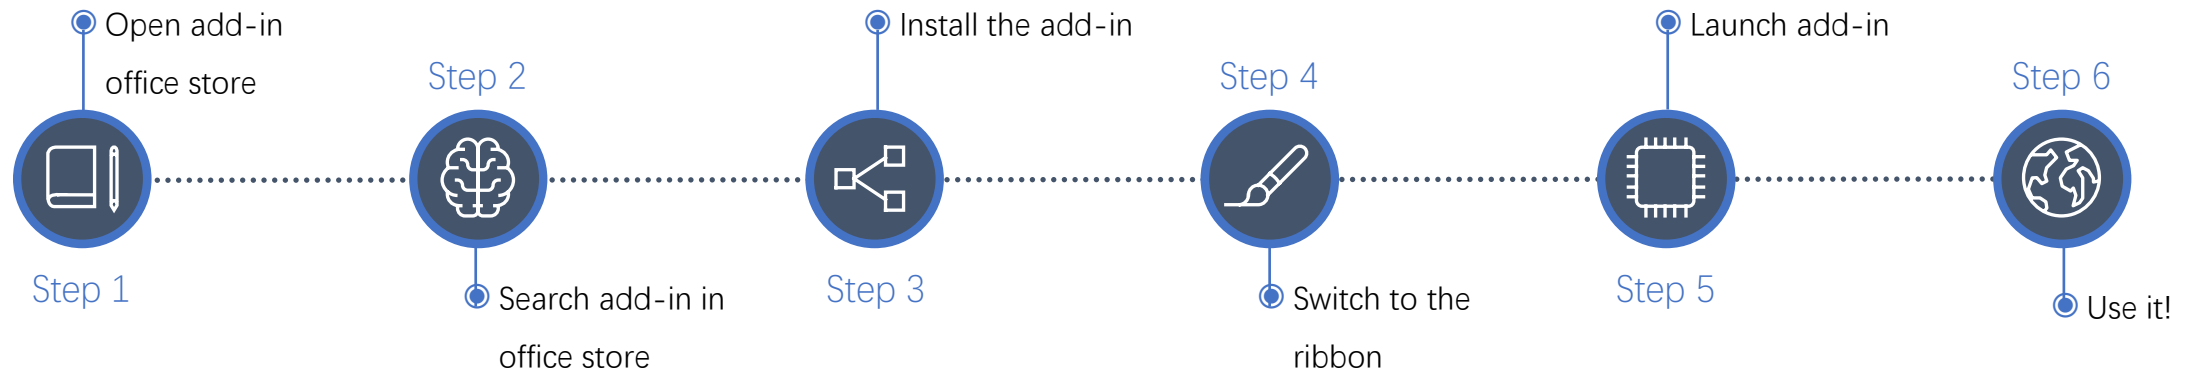 Open add-in
office store
Step 1
Step 2
Search add-in in
office store
Install the add-in
Step 3
Step 4
Switch to the
ribbon
Launch add-in
Step 5
Step 6
Use it!